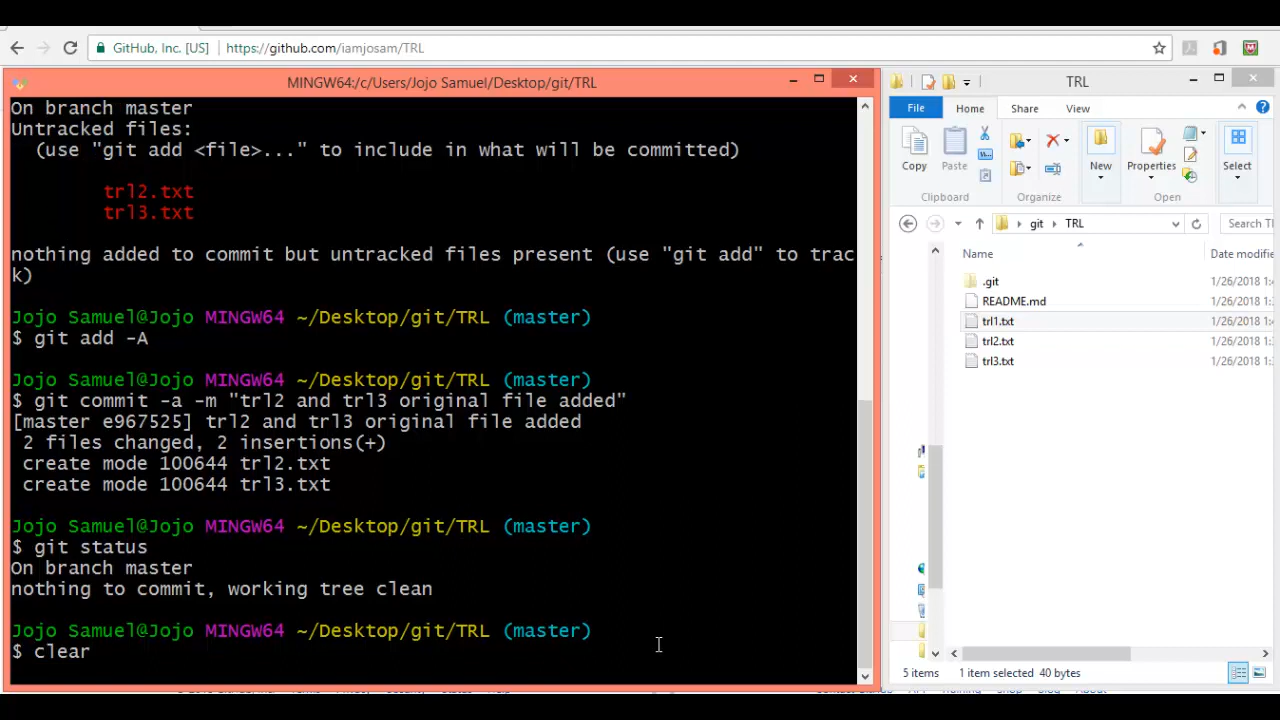 GitHub, Inc. [US]
https://github.com/iamjosam/TRL
MINGW64:/c/Users/Jojo Samuel/Desktop/git/TRL
On branch master
Untracked files:
(use "git add <file>..." to include in what will be committed)
trl2.txt
trl3.txt
nothing added to commit but untracked files present (use "git add" to trac
k)
Jojo Samuel@Jojo MINGW64 ~/Desktop/git/TRL (master)
$ git add -A
Jojo Samuel@Jojo MINGW64 ~/Desktop/git/TRL (master)
$ git commit -a -m "trl2 and trl3 original file added"
[master e967525] trl2 and trl3 original file added
2 files changed, 2 insertions(+)
create mode 100644 trl2.txt
create mode 100644 trl3.txt
Jojo Samuel@Jojo MINGW64 ~/Desktop/git/TRL (master)
$ git status
On branch master
nothing to commit, working tree clean
Jojo Samuel@Jojo MINGW64 ~/Desktop/git/TRL (master)
$ clear
TRL
File
Home
Share
View
Copy
Paste
New
Properties
Select
Clipboard
Organize
Open
git
TRL
Search
Name
Date modified
.git
1/26/2018
README.md
1/26/2018
trl1.txt
1/26/2018
trl2.txt
1/26/2018
trl3.txt
1/26/2018
5 items
1 item selected 40 bytes